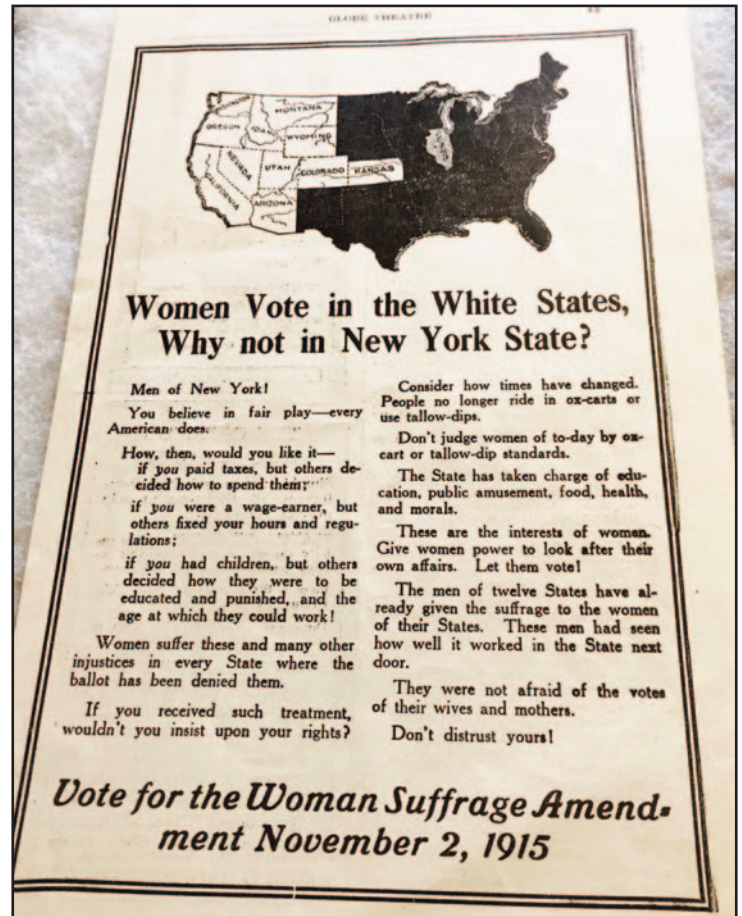 GLOBE THEATRE
MONTANA
OREGON
IDAHO
WYOMING
NEVADA
UTAH
COLORADO
KANSAS
CALIFORNIA
ARIZONA
Women Vote in the White States,
Why not in New York State?
Men of New York!
You believe in fair play—every
American does.
How, then, would you like it—
if you paid taxes, but others de-
cided how to spend them;
if you were a wage-earner, but
others fixed your hours and regu-
lations;
if you had children, but others
decided how they were to be
educated and punished, and the
age at which they could work!
Women suffer these and many other
injustices in every State where the
ballot has been denied them.
If you received such treatment,
wouldn't you insist upon your rights?
Consider how times have changed.
People no longer ride in ox-carts or
use tallow-dips.
Don't judge women of to-day by ox-
cart or tallow-dip standards.
The State has taken charge of edu-
cation, public amusement, food, health,
and morals.
These are the interests of women.
Give women power to look after their
own affairs. Let them vote!
The men of twelve States have al-
ready given the suffrage to the women
of their States. These men had seen
how well it worked in the State next
door.
They were not afraid of the votes
of their wives and mothers.
Don't distrust yours!
Vote for the Woman Suffrage Amend-
ment November 2, 1915